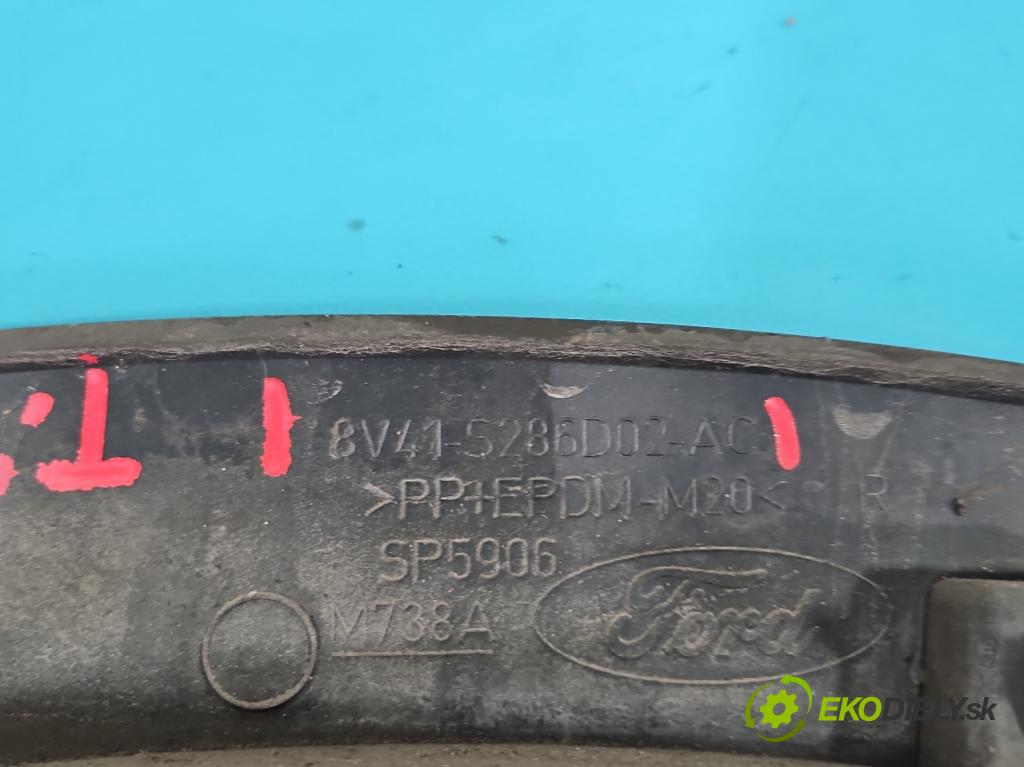 8V41-S286D02-AC
>PP+EPDM-M20< R
SP5906
M738A
Ford
EKODIELY.sk